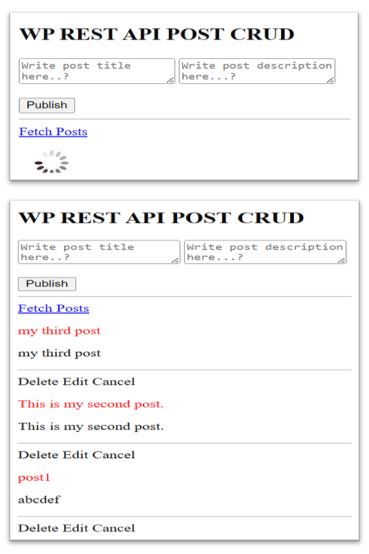 WP REST API POST CRUD
Write post title Write post description
here..? here...?
Publish
Fetch Posts
WP REST API POST CRUD
Write post title Write post description
here..? here...?
Publish
Fetch Posts
my third post
my third post
Delete Edit Cancel
This is my second post.
This is my second post.
Delete Edit Cancel
post1
abcdef
Delete Edit Cancel